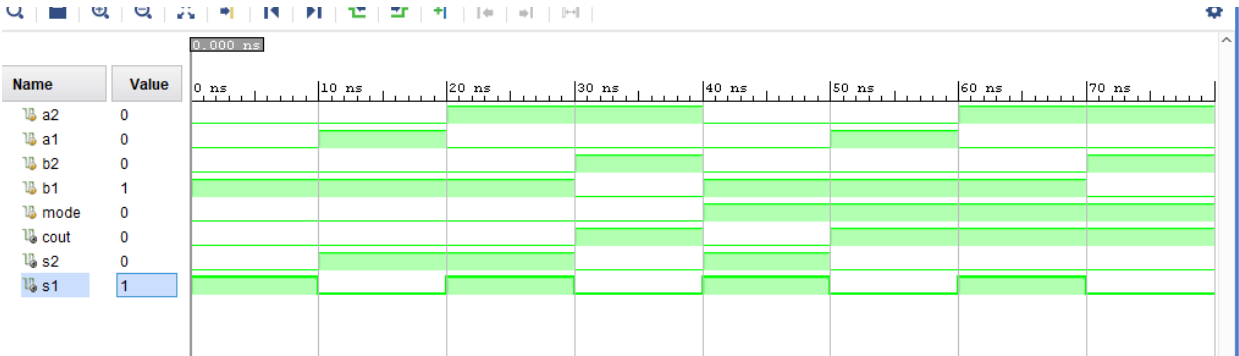 0.000 ns
Name Value 0 ns 10 ns 20 ns 30 ns 40 ns 50 ns 60 ns 70 ns
a2 0
a1 0
b2 0
b1 1
mode 0
cout 0
s2 0
s1 1